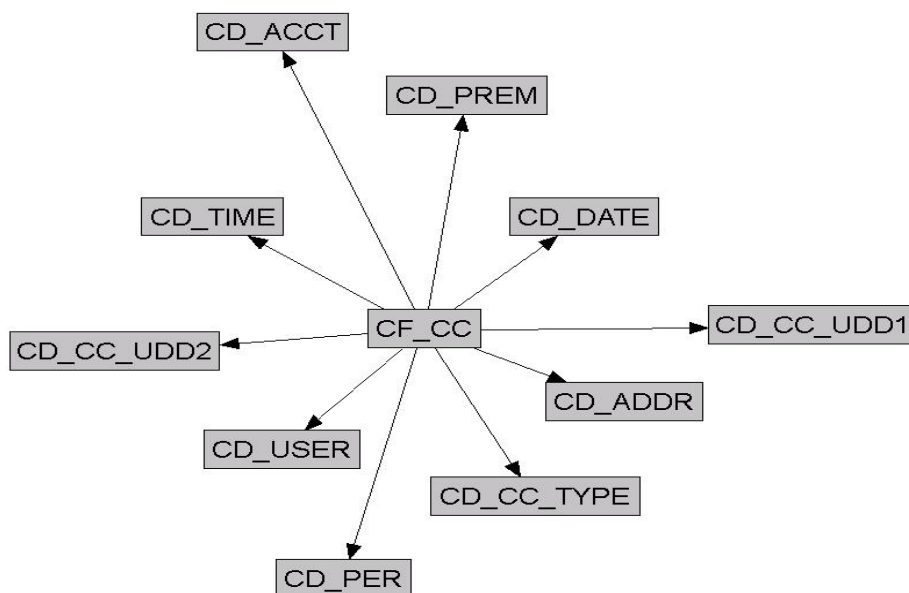 CD_ACCT
CD_PREM
CD_TIME
CD_DATE
CF_CC
CD_CC_UDD1
CD_CC_UDD2
CD_ADDR
CD_USER
CD_CC_TYPE
CD_PER